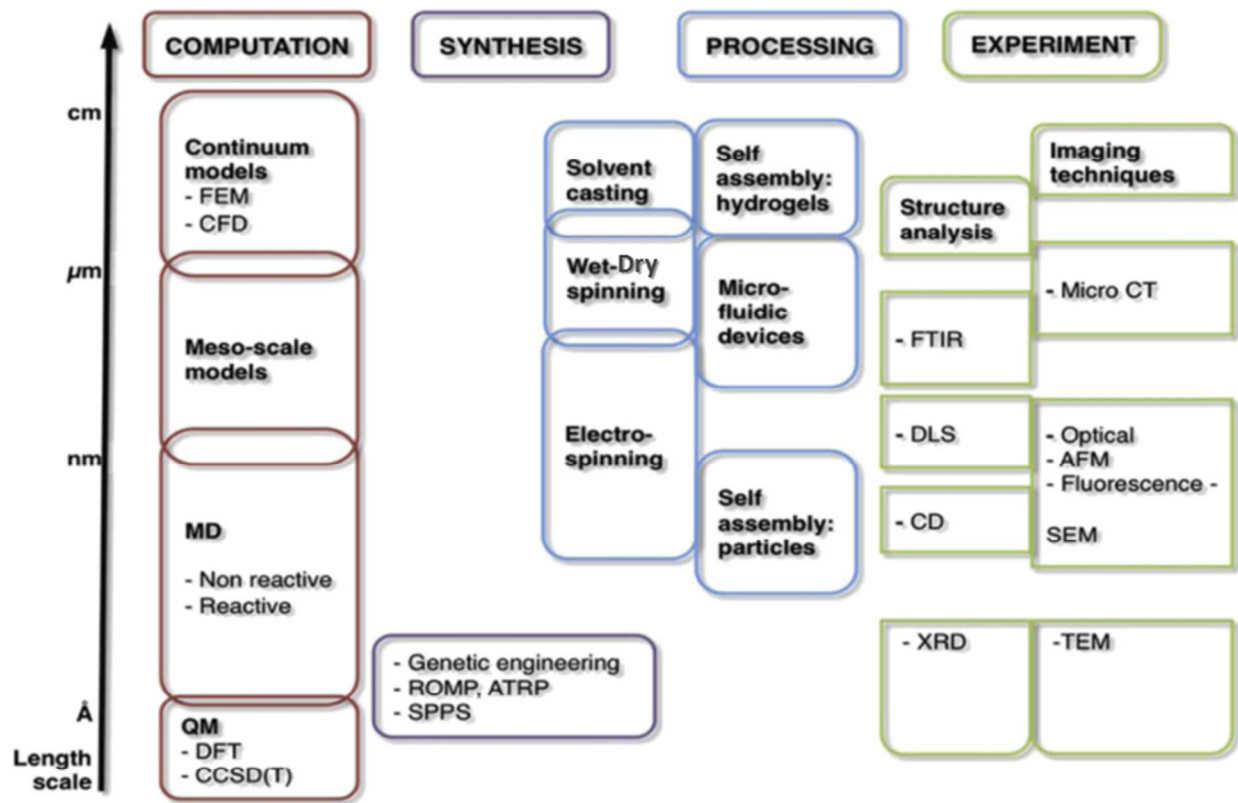 COMPUTATION
SYNTHESIS
PROCESSING
EXPERIMENT
cm
µm
nm
Å
Length
scale
Continuum
models
- FEM
- CFD
Meso-scale
models
MD
- Non reactive
- Reactive
QM
- DFT
- CCSD(T)
- Genetic engineering
- ROMP, ATRP
- SPPS
Solvent
casting
Wet-Dry
spinning
Electro-
spinning
Self
assembly:
hydrogels
Micro-
fluidic
devices
Self
assembly:
particles
Structure
analysis
- FTIR
- DLS
- CD
- XRD
Imaging
techniques
- Micro CT
- Optical
- AFM
- Fluorescence -
SEM
-TEM